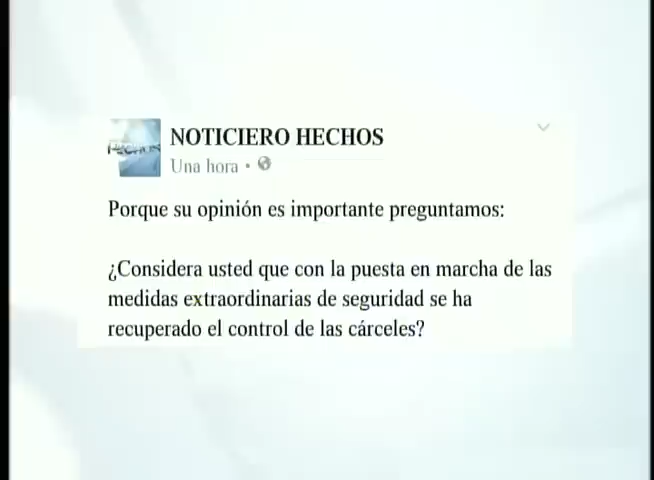 NOTICIERO HECHOS
Una hora •
Porque su opinión es importante preguntamos:
¿Considera usted que con la puesta en marcha de las
medidas extraordinarias de seguridad se ha
recuperado el control de las cárceles?